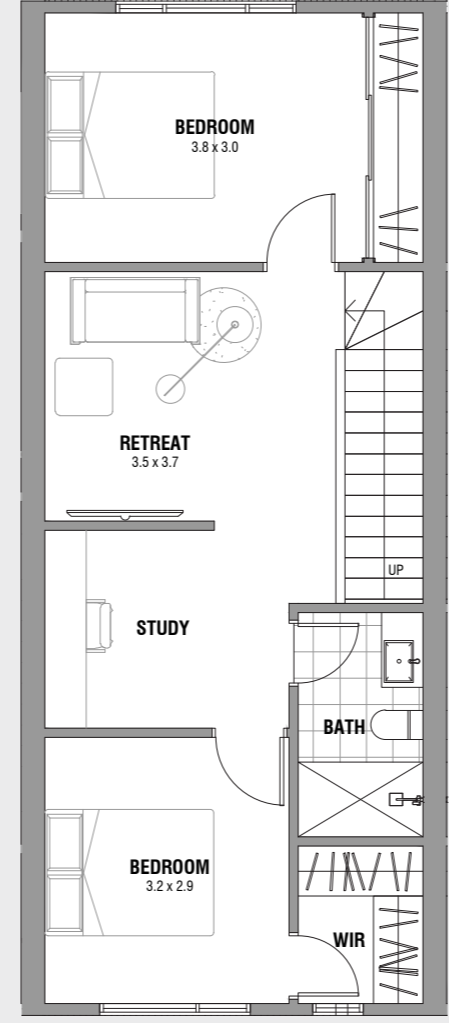 BEDROOM
3.8 x 3.0
RETREAT
3.5 x 3.7
UP
STUDY
BATH
BEDROOM
3.2 x 2.9
WIR